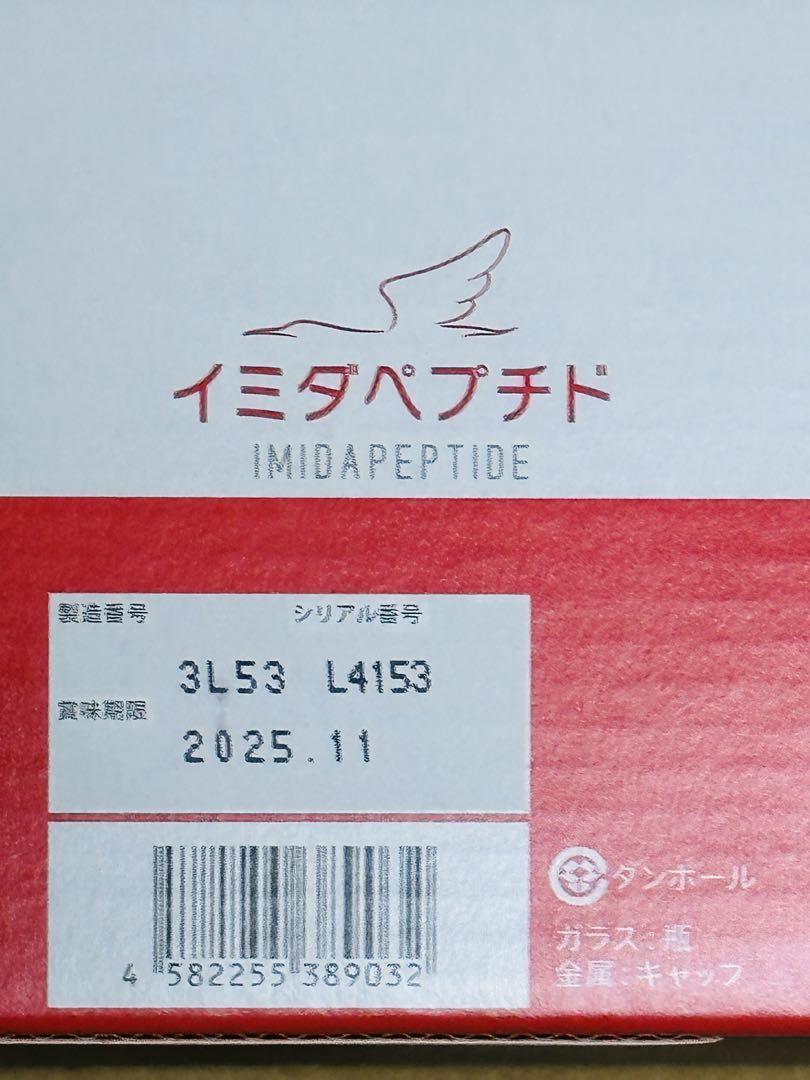 イミダペプチド
IMIDAPEPTIDE
製造番号 シリアル番号
3L53 L4153
賞味期限
2025.11
4 582255 389032
ダンボール
ガラス:瓶
金属:キャップ